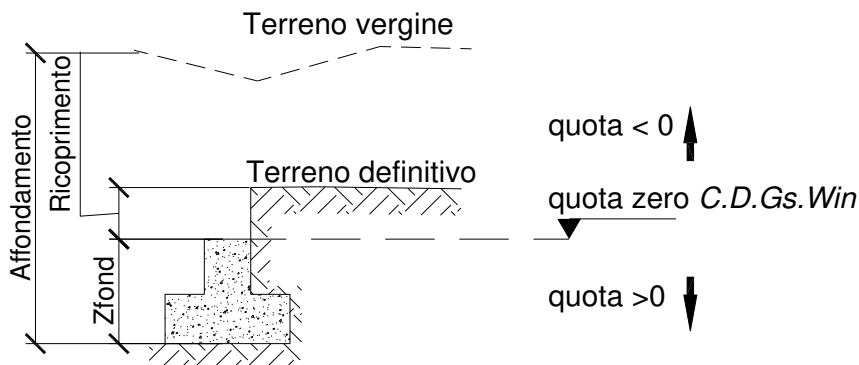 Terreno vergine
Affondamento
Ricoprimento
quota < 0
Terreno definitivo
quota zero C.D.Gs.Win
Zfond
quota >0